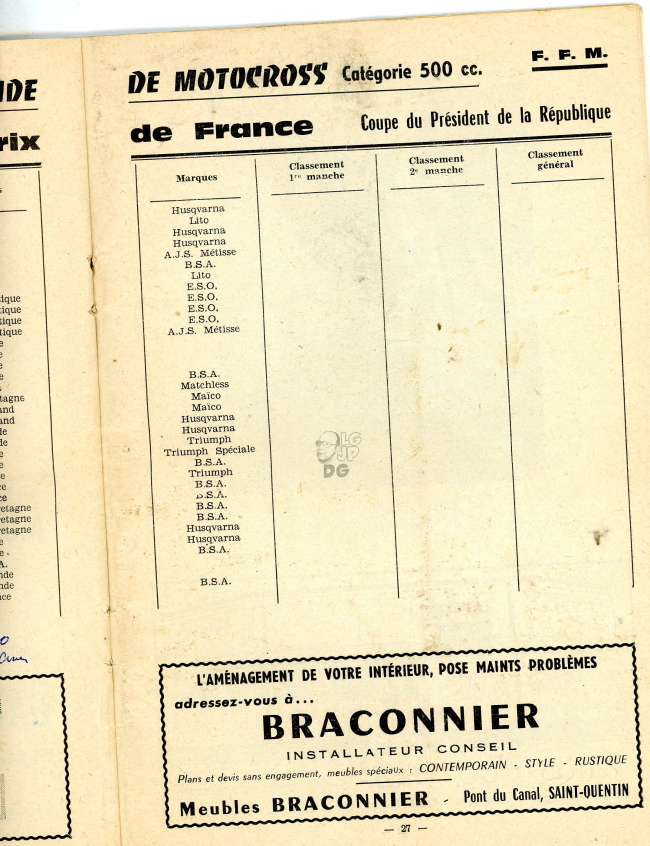 DE MOTOCROSS Catégorie 500 cc.
F. F. M.
de France Coupe du Président de la République
Marques
Classement 1re manche
Classement 2e manche
Classement général
Husqvarna
Lito
Husqvarna
Husqvarna
A.J.S. Métisse
B.S.A.
Lito
E.S.O.
E.S.O.
E.S.O.
E.S.O.
A.J.S. Métisse
B.S.A.
Matchless
Maïco
Maïco
Husqvarna
Husqvarna
Triumph
Triumph Spéciale
B.S.A.
Triumph
B.S.A.
B.S.A.
B.S.A.
B.S.A.
Husqvarna
Husqvarna
B.S.A.
B.S.A.
LG
JP
DG
L'AMÉNAGEMENT DE VOTRE INTÉRIEUR, POSE MAINTS PROBLÈMES
adressez-vous à...
BRACONNIER
INSTALLATEUR CONSEIL
Plans et devis sans engagement, meubles spéciaux : CONTEMPORAIN - STYLE - RUSTIQUE
Meubles BRACONNIER - Pont du Canal, SAINT-QUENTIN
— 27 —